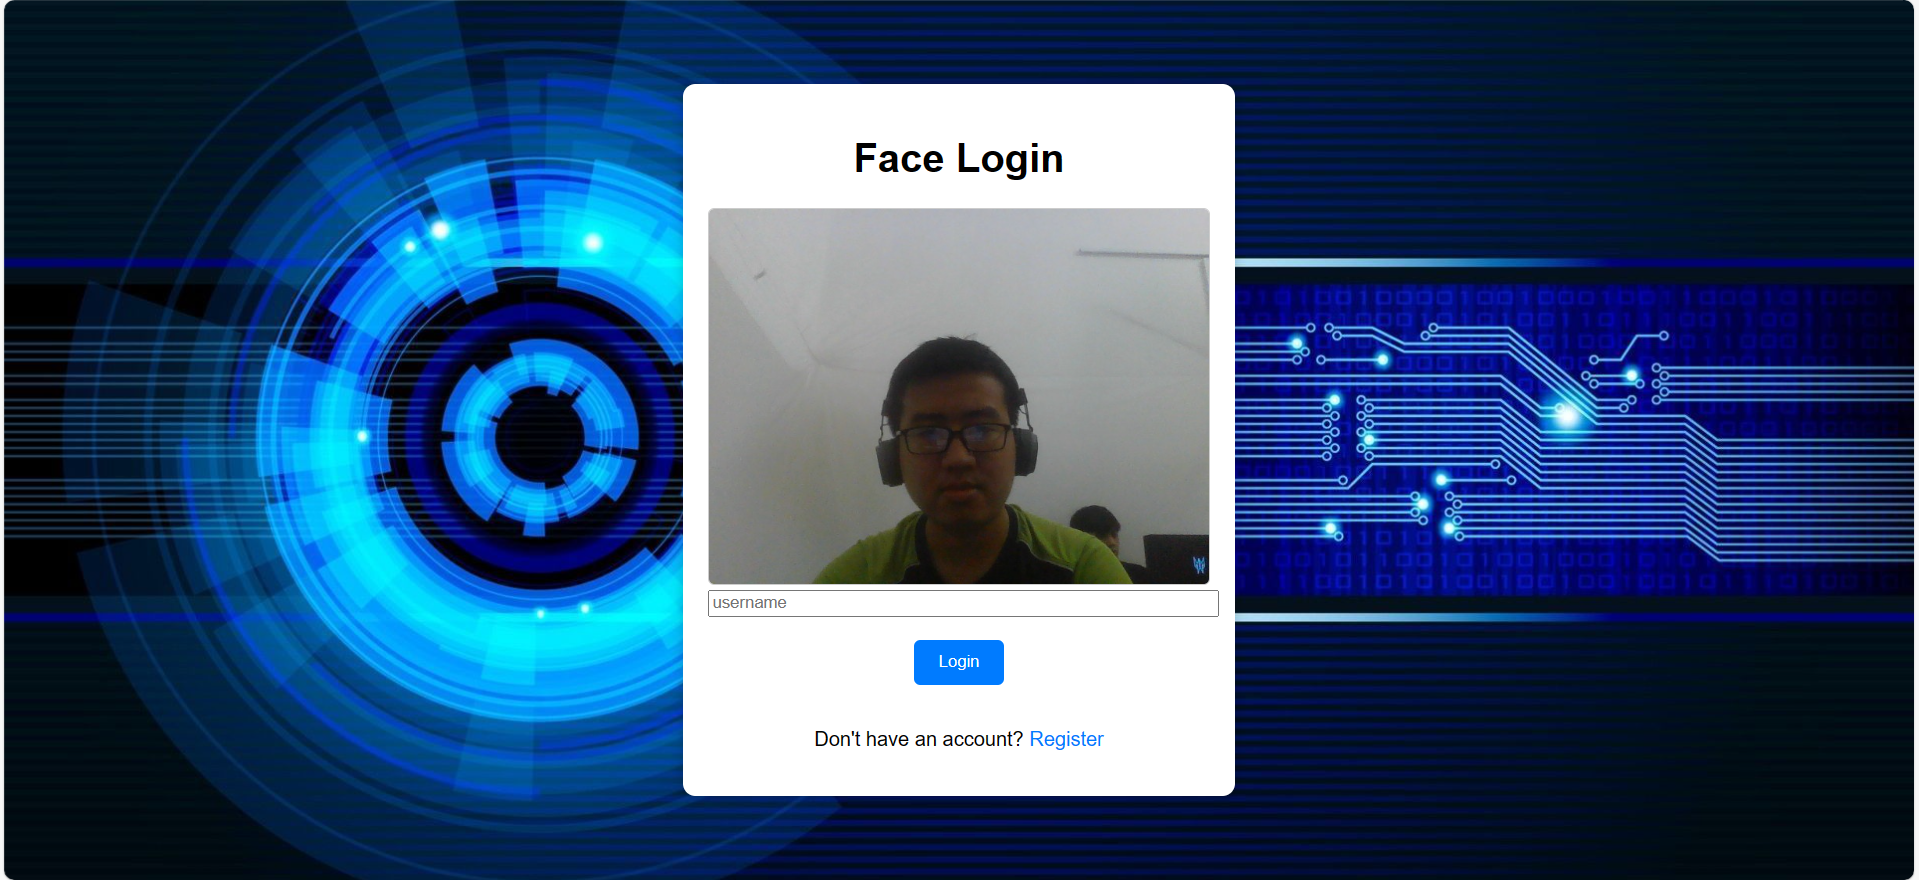 Face Login
username
Login
Don't have an account? Register